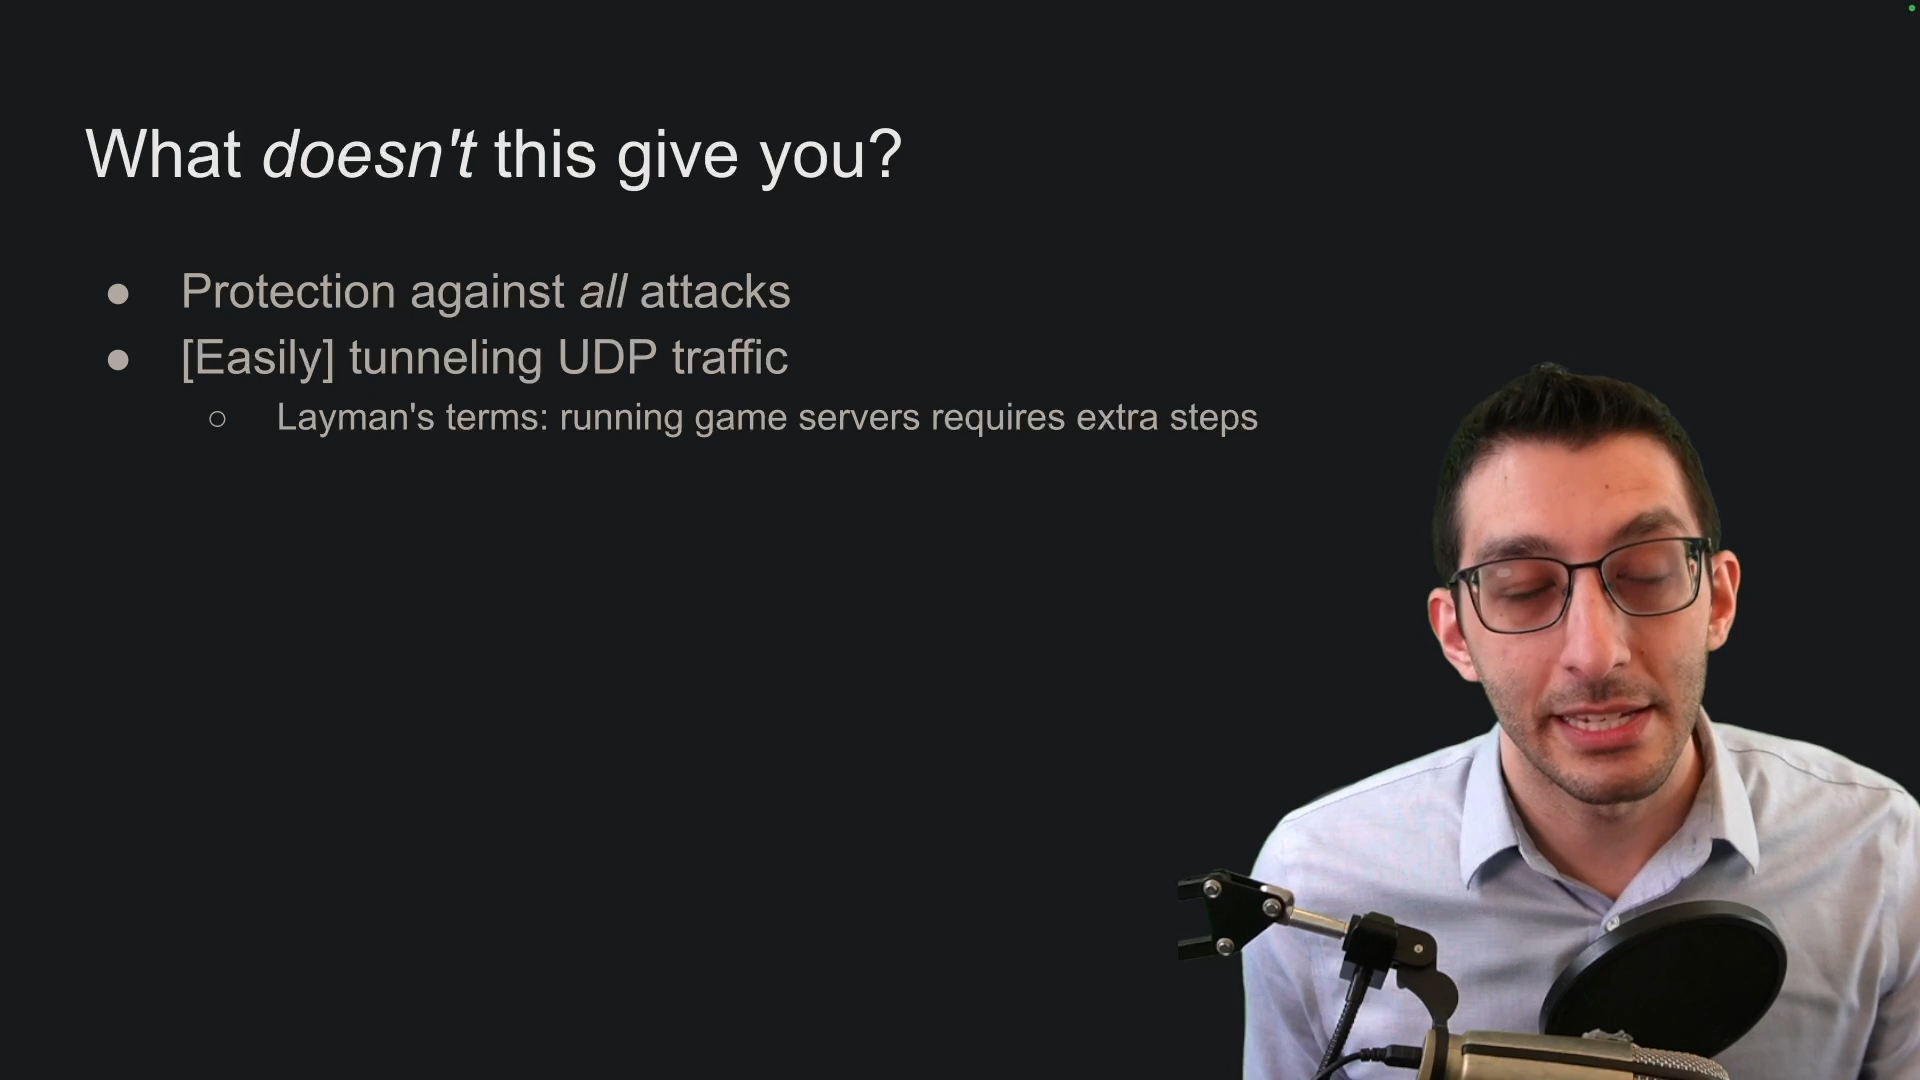 What doesn't this give you?
● Protection against all attacks
● [Easily] tunneling UDP traffic
○ Layman's terms: running game servers requires extra steps